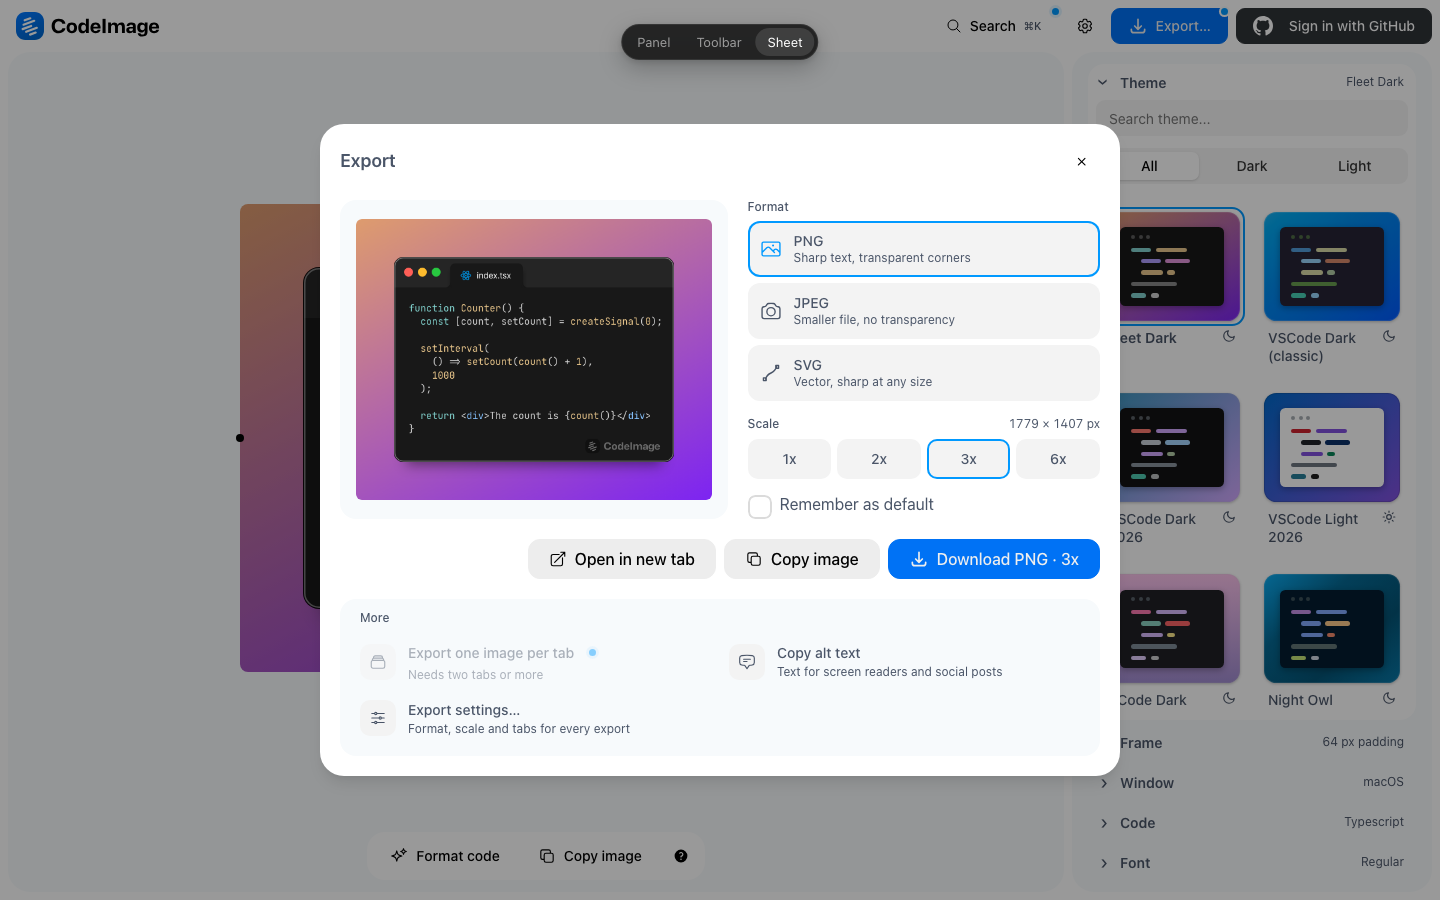 CodeImage
Panel
Toolbar
Sheet
Search ⌘K
Export...
Sign in with GitHub
Export
index.tsx
function Counter() {
const [count, setCount] = createSignal(0);
setInterval(
() => setCount(count() + 1),
1000
);
return <div>The count is {count()}</div>
}
CodeImage
Format
PNG
Sharp text, transparent corners
JPEG
Smaller file, no transparency
SVG
Vector, sharp at any size
Scale
1779 × 1407 px
1x
2x
3x
6x
Remember as default
Open in new tab
Copy image
Download PNG · 3x
More
Export one image per tab
Needs two tabs or more
Copy alt text
Text for screen readers and social posts
Export settings...
Format, scale and tabs for every export
Format code
Copy image
?
Theme
Fleet Dark
Search theme...
All
Dark
Light
eet Dark
VSCode Dark
(classic)
SCode Dark
026
VSCode Light
2026
Code Dark
Night Owl
Frame
64 px padding
Window
macOS
Code
Typescript
Font
Regular